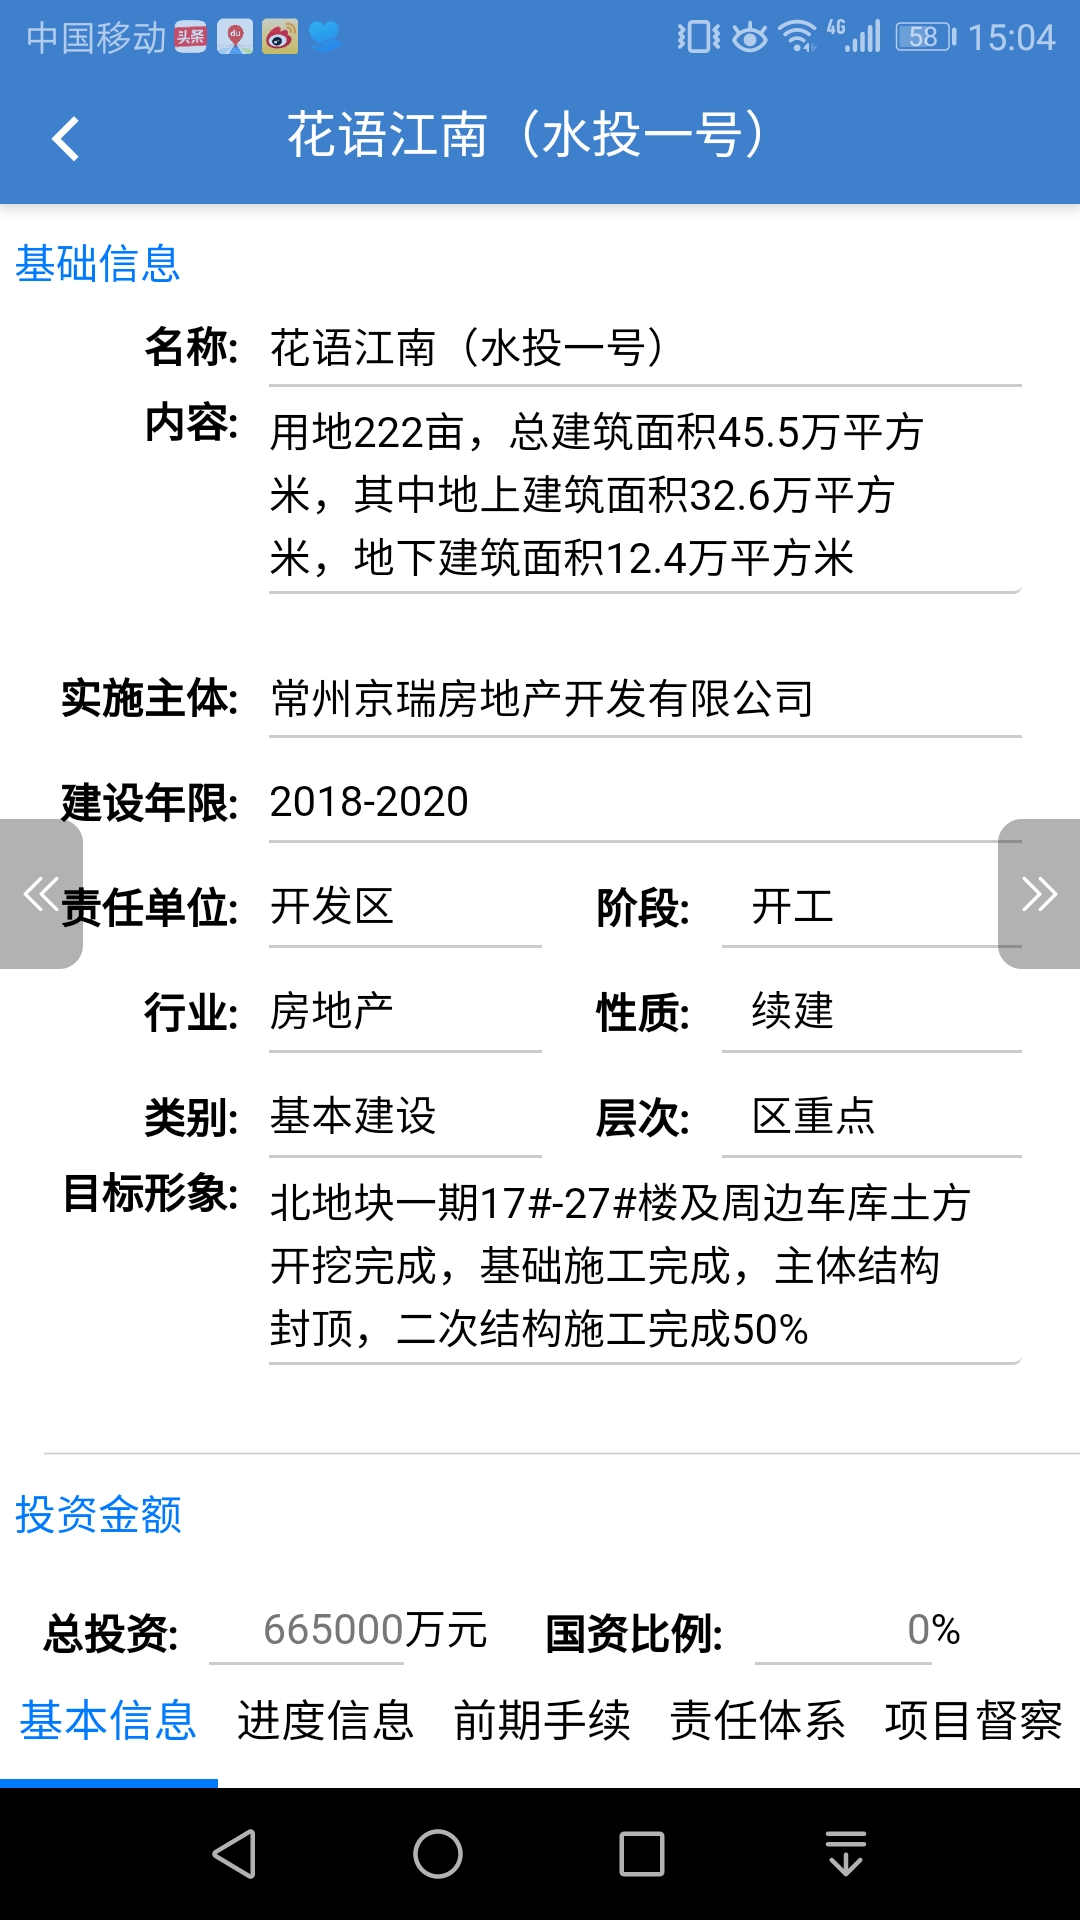 中国移动 头条 du 4G 58 15:04
花语江南（水投一号）
基础信息
名称: 花语江南（水投一号）
内容: 用地222亩，总建筑面积45.5万平方
米，其中地上建筑面积32.6万平方
米，地下建筑面积12.4万平方米
实施主体: 常州京瑞房地产开发有限公司
建设年限: 2018-2020
责任单位: 开发区 阶段: 开工
行业: 房地产 性质: 续建
类别: 基本建设 层次: 区重点
目标形象: 北地块一期17#-27#楼及周边车库土方
开挖完成，基础施工完成，主体结构
封顶，二次结构施工完成50%
投资金额
总投资: 665000万元 国资比例: 0%
基本信息 进度信息 前期手续 责任体系 项目督察